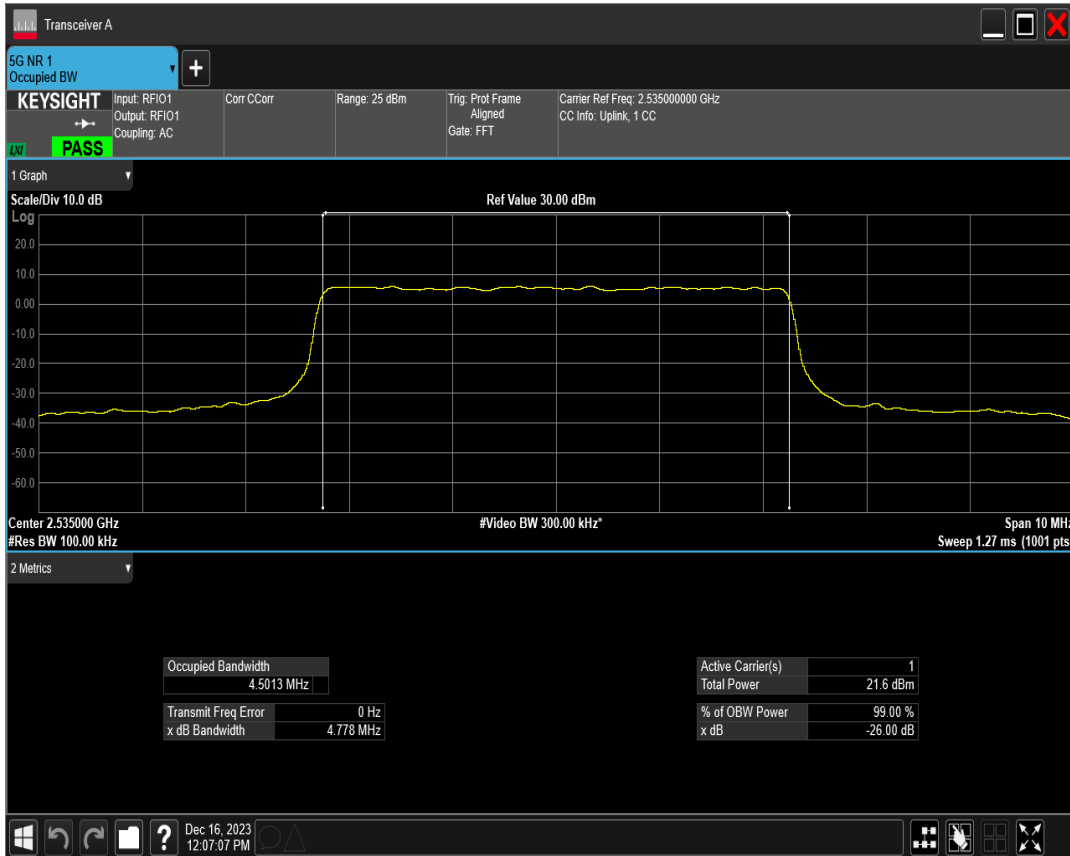 Transceiver A
5G NR 1
Occupied BW
KEYSIGHT
LXI
PASS
Input: RFIO1
Output: RFIO1
Coupling: AC
Corr CCorr
Range: 25 dBm
Trig: Prot Frame
Aligned
Gate: FFT
Carrier Ref Freq: 2.535000000 GHz
CC Info: Uplink, 1 CC
1 Graph
Scale/Div 10.0 dB
Ref Value 30.00 dBm
Log
20.0
10.0
0.00
-10.0
-20.0
-30.0
-40.0
-50.0
-60.0
Center 2.535000 GHz
#Video BW 300.00 kHz*
Span 10 MHz
#Res BW 100.00 kHz
Sweep 1.27 ms (1001 pts
2 Metrics
Occupied Bandwidth
4.5013 MHz
Transmit Freq Error 0 Hz
x dB Bandwidth 4.778 MHz
Active Carrier(s) 1
Total Power 21.6 dBm
% of OBW Power 99.00 %
x dB -26.00 dB
?
Dec 16, 2023
12:07:07 PM